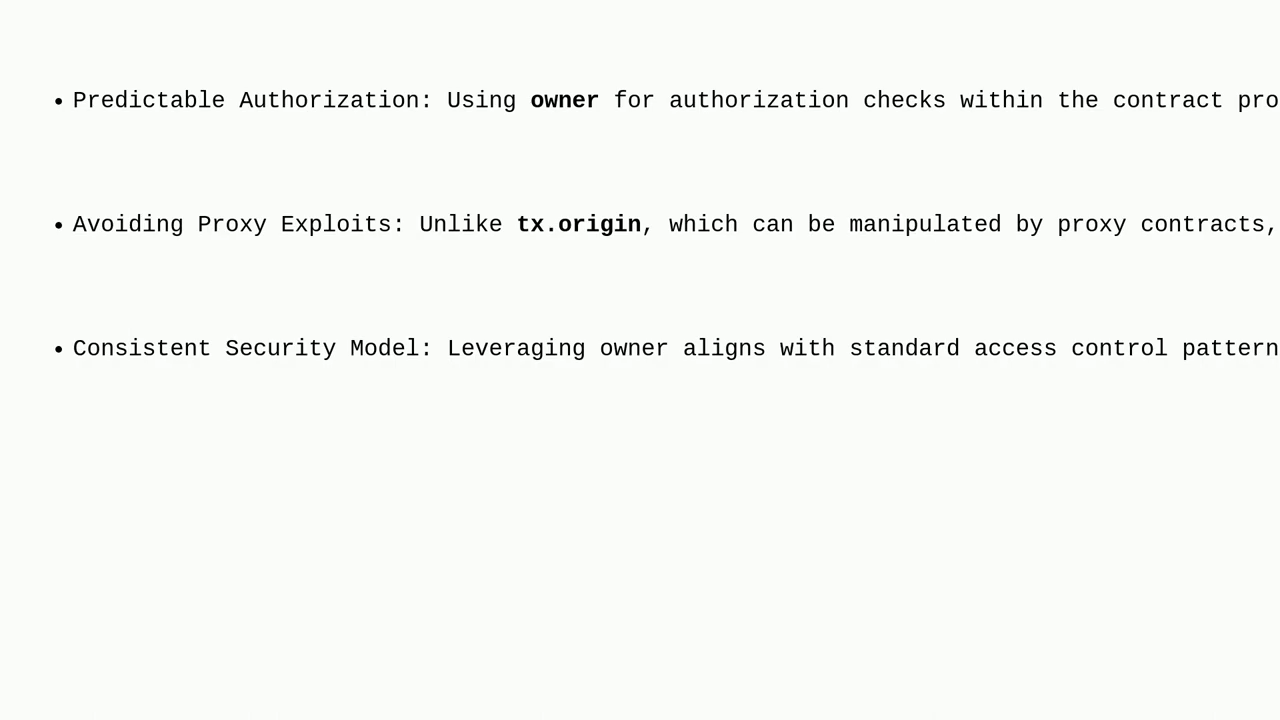 • Predictable Authorization: Using owner for authorization checks within the contract pro
• Avoiding Proxy Exploits: Unlike tx.origin, which can be manipulated by proxy contracts,
• Consistent Security Model: Leveraging owner aligns with standard access control pattern